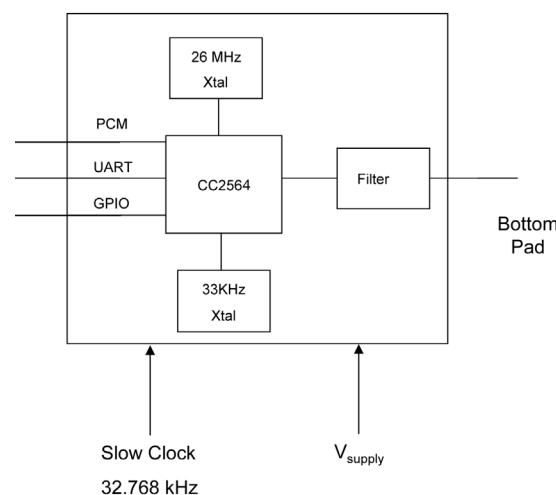 26 MHz
Xtal
PCM
UART
GPIO
CC2564
Filter
Bottom
Pad
33KHz
Xtal
Slow Clock
32.768 kHz
Vsupply